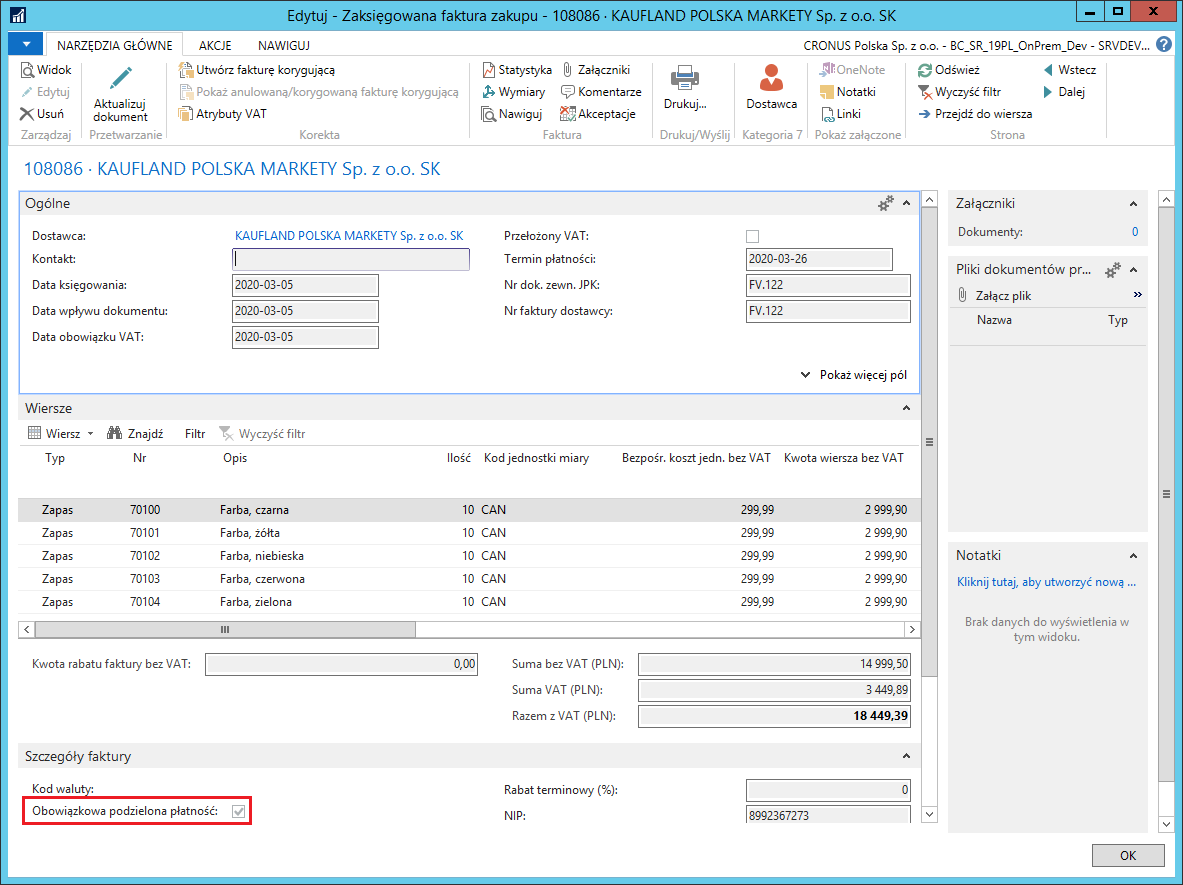 Edytuj - Zaksięgowana faktura zakupu - 108086 · KAUFLAND POLSKA MARKETY Sp. z o.o. SK
NARZĘDZIA GŁÓWNE AKCJE NAWIGUJ CRONUS Polska Sp. z o.o. - BC_SR_19PL_OnPrem_Dev - SRVDEV...
Widok
Edytuj
Usuń
Zarządzaj
Aktualizuj dokument
Przetwarzanie
Utwórz fakturę korygującą
Pokaż anulowaną/korygowaną fakturę korygującą
Atrybuty VAT
Korekta
Statystyka Załączniki
Wymiary Komentarze
Nawiguj Akceptacje
Faktura
Drukuj...
Drukuj/Wyślij
Dostawca
Kategoria 7
OneNote
Notatki
Linki
Pokaż załączone
Odśwież Wstecz
Wyczyść filtr Dalej
Przejdź do wiersza
Strona
108086 · KAUFLAND POLSKA MARKETY Sp. z o.o. SK
Ogólne
Dostawca: KAUFLAND POLSKA MARKETY Sp. z o.o. SK Przełożony VAT:
Kontakt: Termin płatności: 2020-03-26
Data księgowania: 2020-03-05 Nr dok. zewn. JPK: FV.122
Data wpływu dokumentu: 2020-03-05 Nr faktury dostawcy: FV.122
Data obowiązku VAT: 2020-03-05
Pokaż więcej pól
Wiersze
Wiersz Znajdź Filtr Wyczyść filtr
Typ Nr Opis Ilość Kod jednostki miary Bezpośr. koszt jedn. bez VAT Kwota wiersza bez VAT
Zapas 70100 Farba, czarna 10 CAN 299,99 2 999,90
Zapas 70101 Farba, żółta 10 CAN 299,99 2 999,90
Zapas 70102 Farba, niebieska 10 CAN 299,99 2 999,90
Zapas 70103 Farba, czerwona 10 CAN 299,99 2 999,90
Zapas 70104 Farba, zielona 10 CAN 299,99 2 999,90
Kwota rabatu faktury bez VAT: 0,00 Suma bez VAT (PLN): 14 999,50
Suma VAT (PLN): 3 449,89
Razem z VAT (PLN): 18 449,39
Szczegóły faktury
Kod waluty: Rabat terminowy (%): 0
Obowiązkowa podzielona płatność: NIP: 8992367273
Załączniki
Dokumenty: 0
Pliki dokumentów pr...
Załącz plik »
Nazwa Typ
Notatki
Kliknij tutaj, aby utworzyć nową ...
Brak danych do wyświetlenia w
tym widoku.
OK